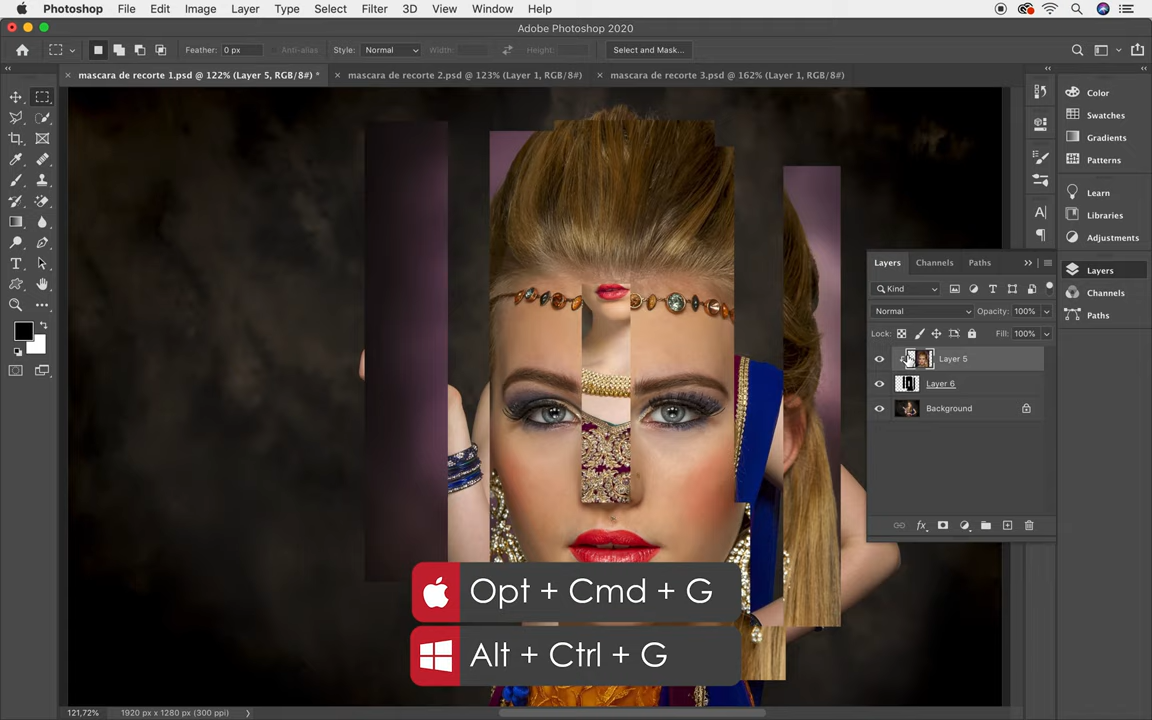 Photoshop File Edit Image Layer Type Select Filter 3D View Window Help
Adobe Photoshop 2020
Feather: 0 px Anti-alias Style: Normal Width: Height: Select and Mask...
mascara de recorte 1.psd @ 122% (Layer 5, RGB/8#) * mascara de recorte 2.psd @ 123% (Layer 1, RGB/8#) mascara de recorte 3.psd @ 162% (Layer 1, RGB/8#)
Color
Swatches
Gradients
Patterns
Learn
Libraries
Adjustments
Layers
Channels
Paths
Layers Channels Paths
Kind
Normal Opacity: 100%
Lock: Fill: 100%
Layer 5
Layer 6
Background
Opt + Cmd + G
Alt + Ctrl + G
121,72% 1920 px x 1280 px (300 ppi)